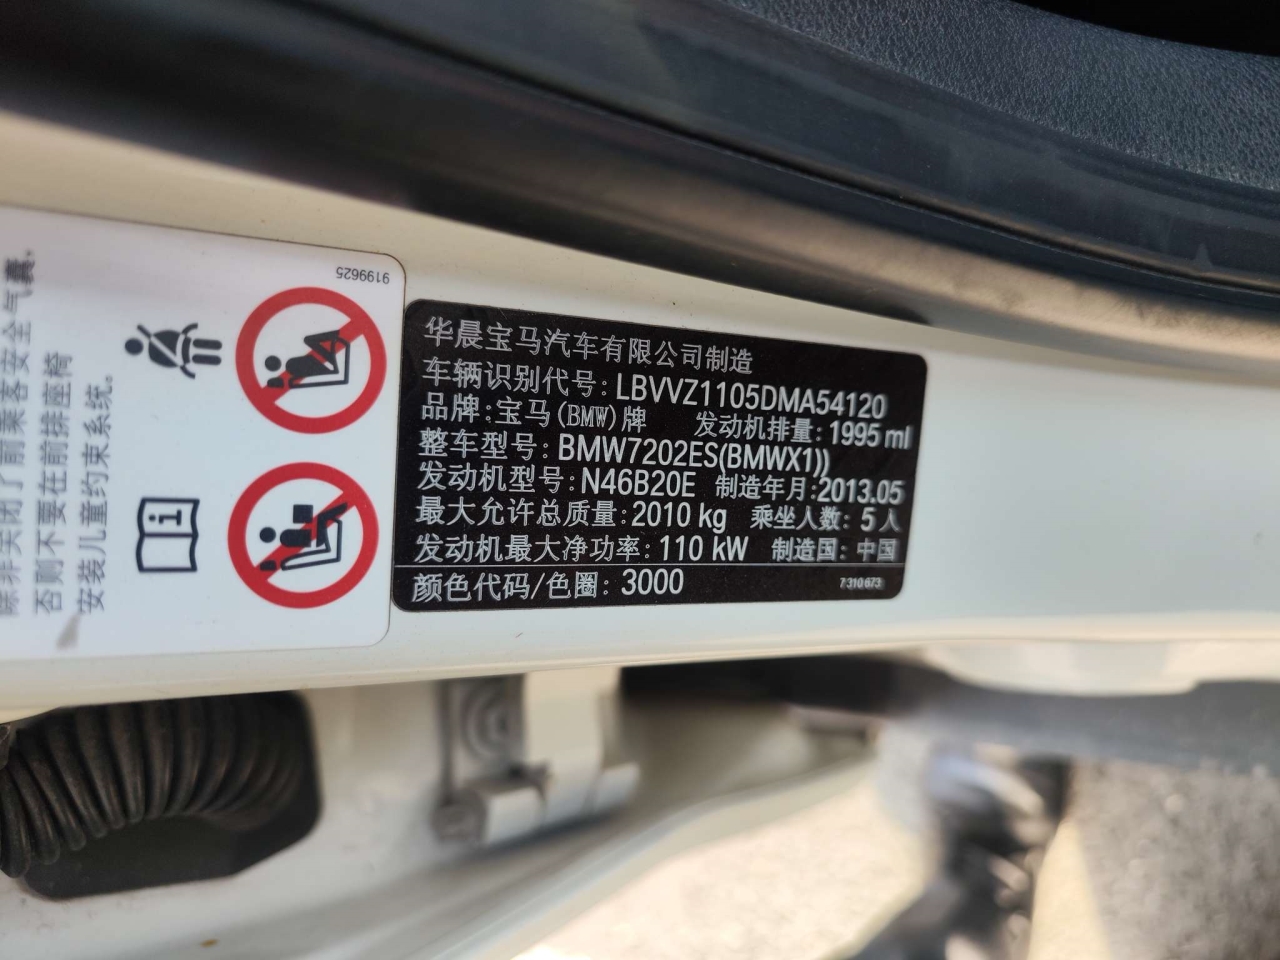 9199625
除非关闭了前乘客安全气囊,
否则不要在前排座椅
安装儿童约束系统.
华晨宝马汽车有限公司制造
车辆识别代号: LBVVZ1105DMA54120
品牌: 宝马(BMW)牌 发动机排量: 1995 ml
整车型号: BMW7202ES(BMWX1))
发动机型号: N46B20E 制造年月: 2013.05
最大允许总质量: 2010 kg 乘坐人数: 5 人
发动机最大净功率: 110 kW 制造国: 中国
颜色代码/色圈: 3000 7310673